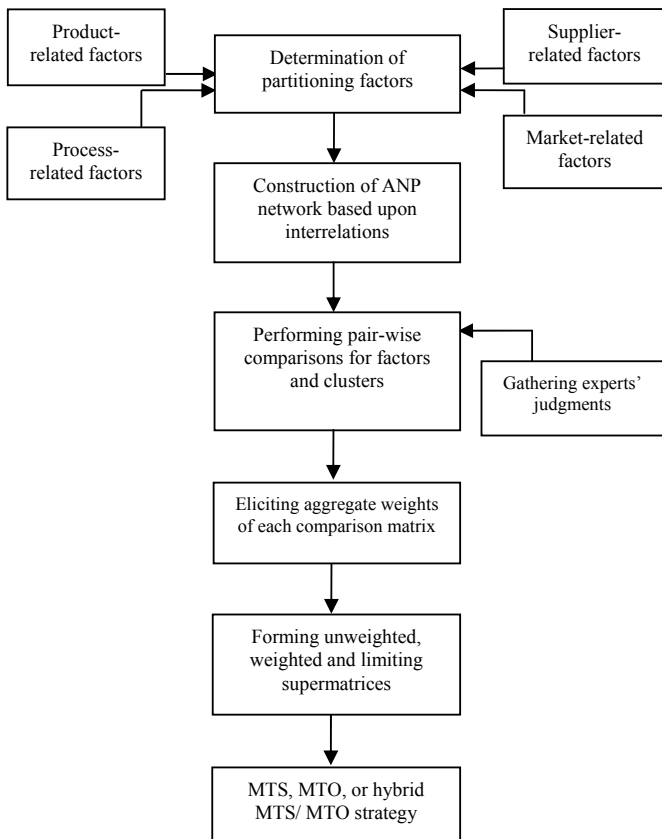 Product-
related factors
Determination of
partitioning factors
Supplier-
related factors
Process-
related factors
Market-related
factors
Construction of ANP
network based upon
interrelations
Performing pair-wise
comparisons for factors
and clusters
Gathering experts’
judgments
Eliciting aggregate weights
of each comparison matrix
Forming unweighted,
weighted and limiting
supermatrices
MTS, MTO, or hybrid
MTS/ MTO strategy